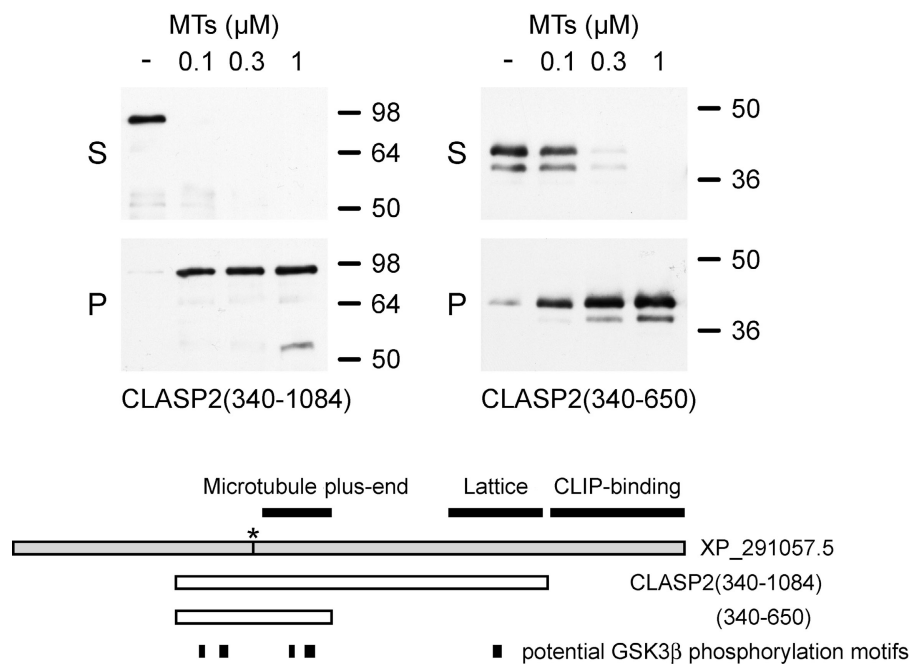 MTs (µM)
- 0.1 0.3 1
S
98
64
50
P
98
64
50
CLASP2(340-1084)
MTs (µM)
- 0.1 0.3 1
S
50
36
P
50
36
CLASP2(340-650)
Microtubule plus-end
Lattice
CLIP-binding
*
XP_291057.5
CLASP2(340-1084)
(340-650)
potential GSK3β phosphorylation motifs